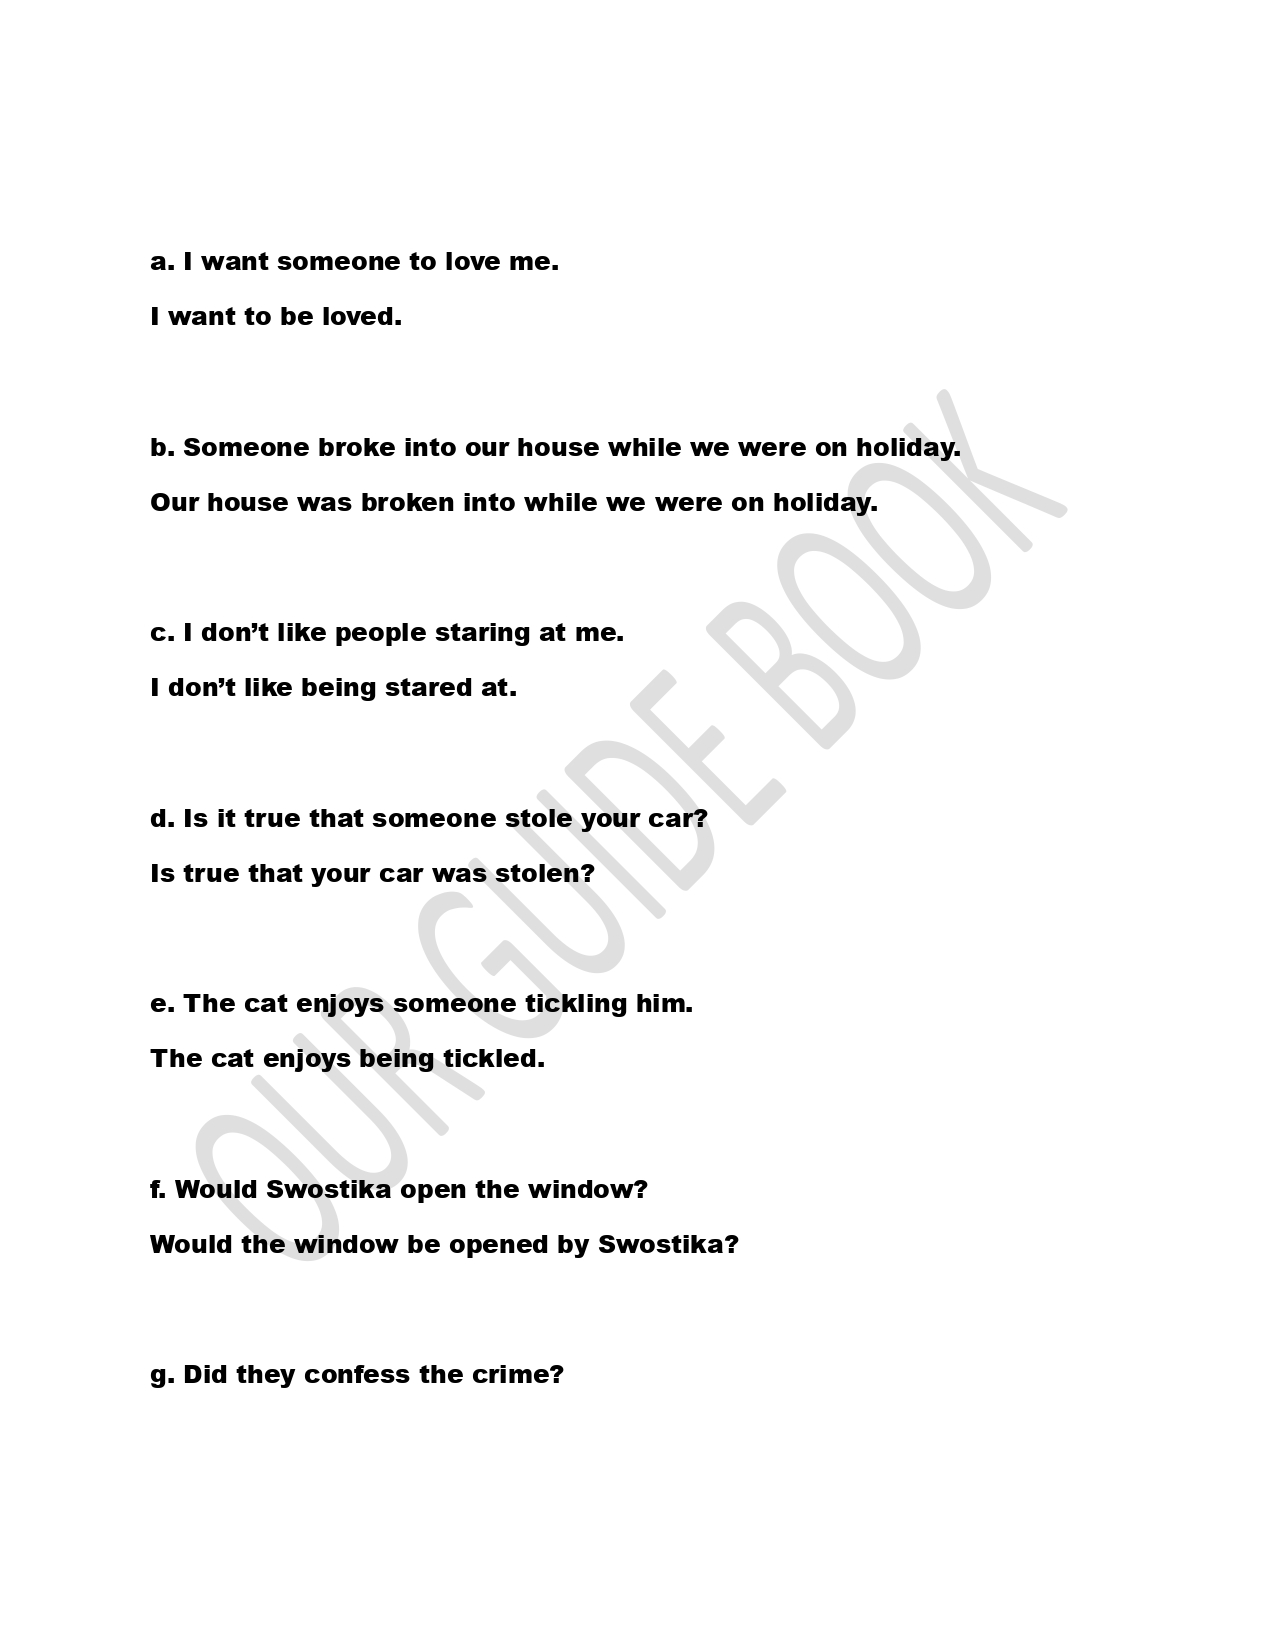 a. I want someone to love me.
I want to be loved.
b. Someone broke into our house while we were on holiday.
Our house was broken into while we were on holiday.
c. I don’t like people staring at me.
I don’t like being stared at.
d. Is it true that someone stole your car?
Is true that your car was stolen?
e. The cat enjoys someone tickling him.
The cat enjoys being tickled.
f. Would Swostika open the window?
Would the window be opened by Swostika?
g. Did they confess the crime?
OUR GUIDE BOOK